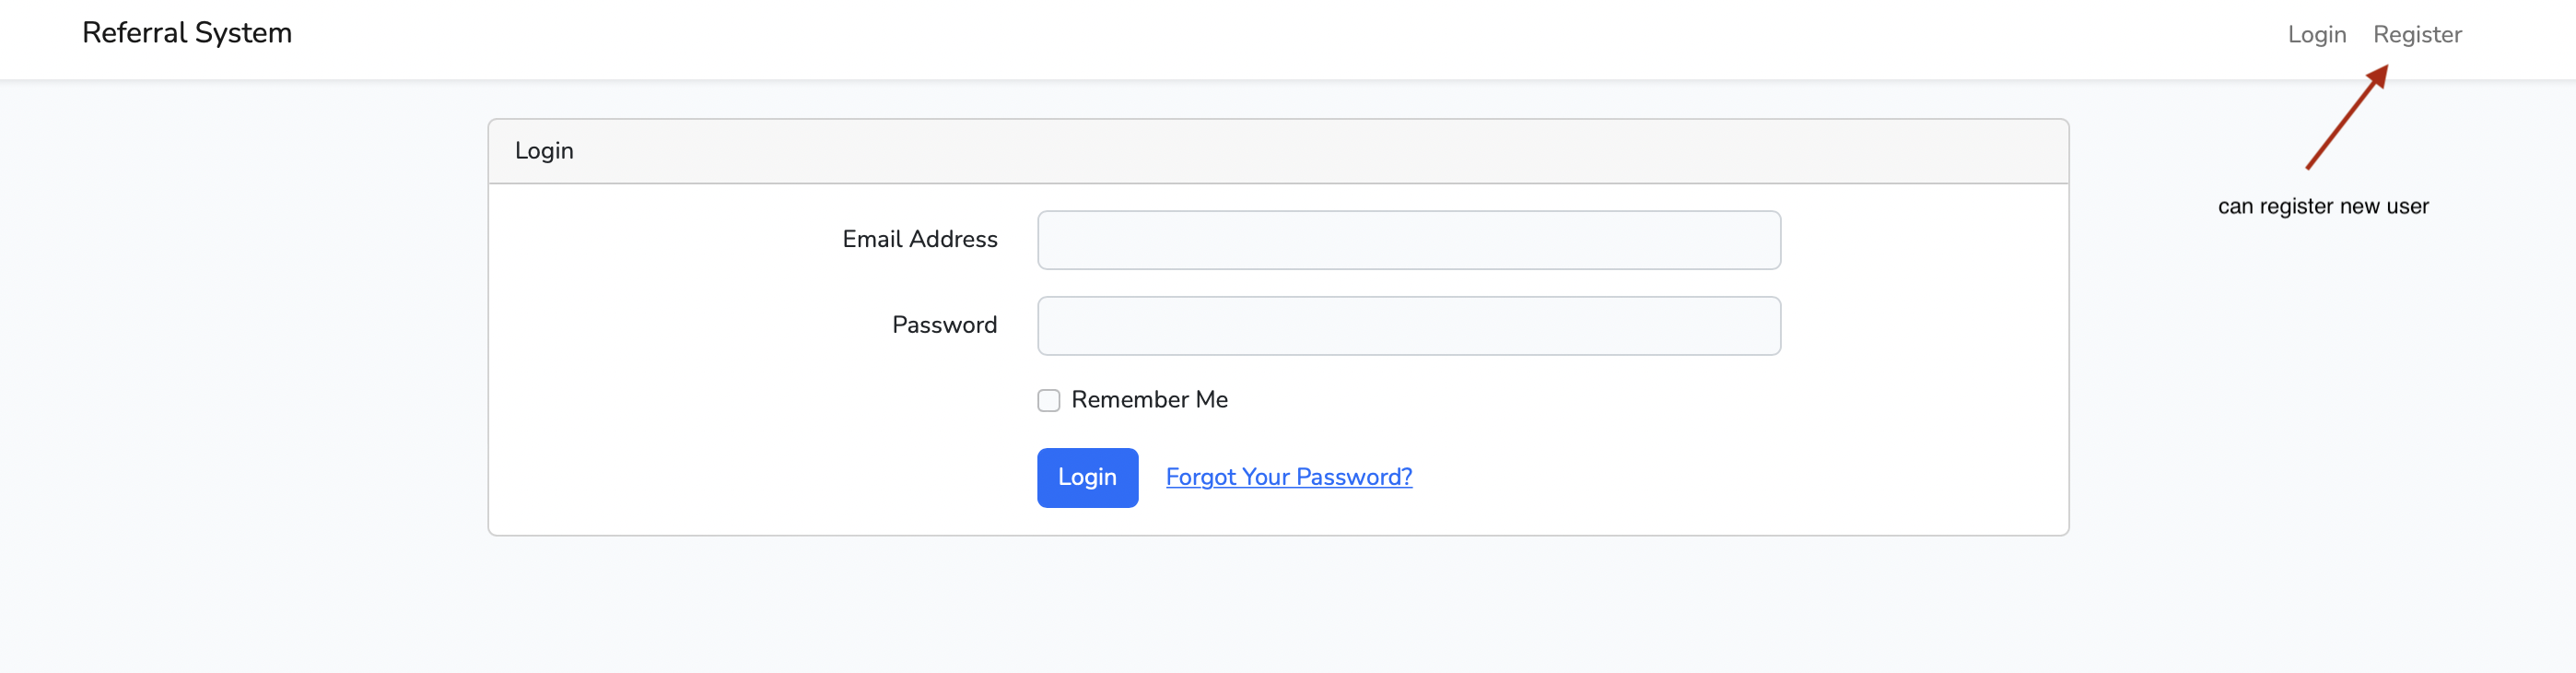 Referral System
Login Register
Login
can register new user
Email Address
Password
Remember Me
Login Forgot Your Password?